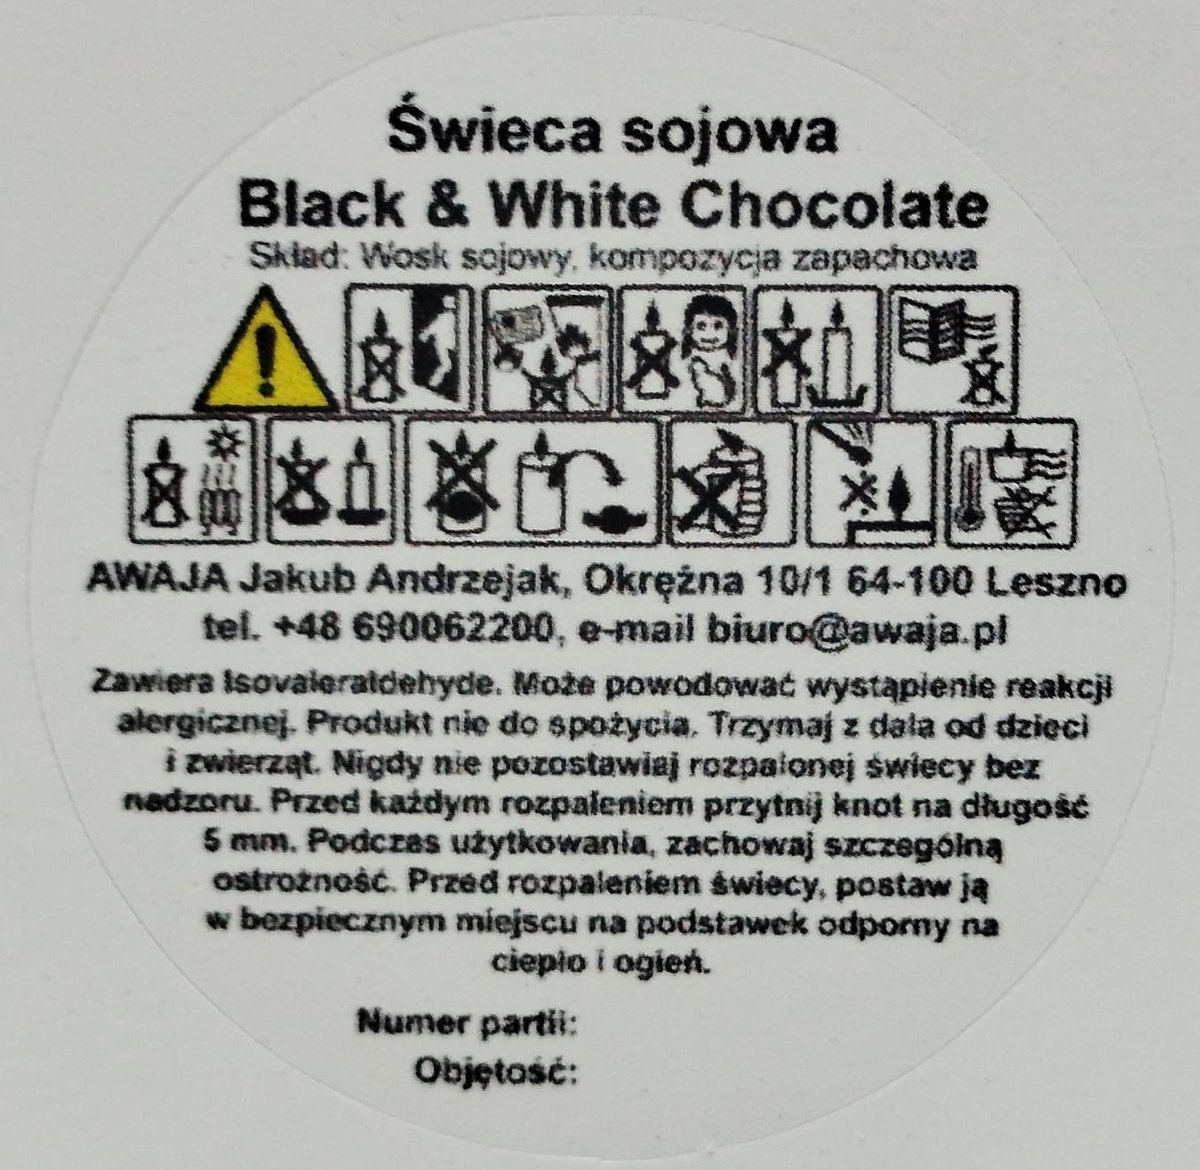 Świeca sojowa
Black & White Chocolate
Skład: Wosk sojowy, kompozycja zapachowa
AWAJA Jakub Andrzejak, Okrężna 10/1 64-100 Leszno
tel. +48 690062200, e-mail biuro@awaja.pl
Zawiera Isovaleraldehyde. Może powodować wystąpienie reakcji
alergicznej. Produkt nie do spożycia. Trzymaj z dala od dzieci
i zwierząt. Nigdy nie pozostawiaj rozpalonej świecy bez
nadzoru. Przed każdym rozpaleniem przytnij knot na długość
5 mm. Podczas użytkowania, zachowaj szczególną
ostrożność. Przed rozpaleniem świecy, postaw ją
w bezpiecznym miejscu na podstawek odporny na
ciepło i ogień.
Numer partii:
Objętość: